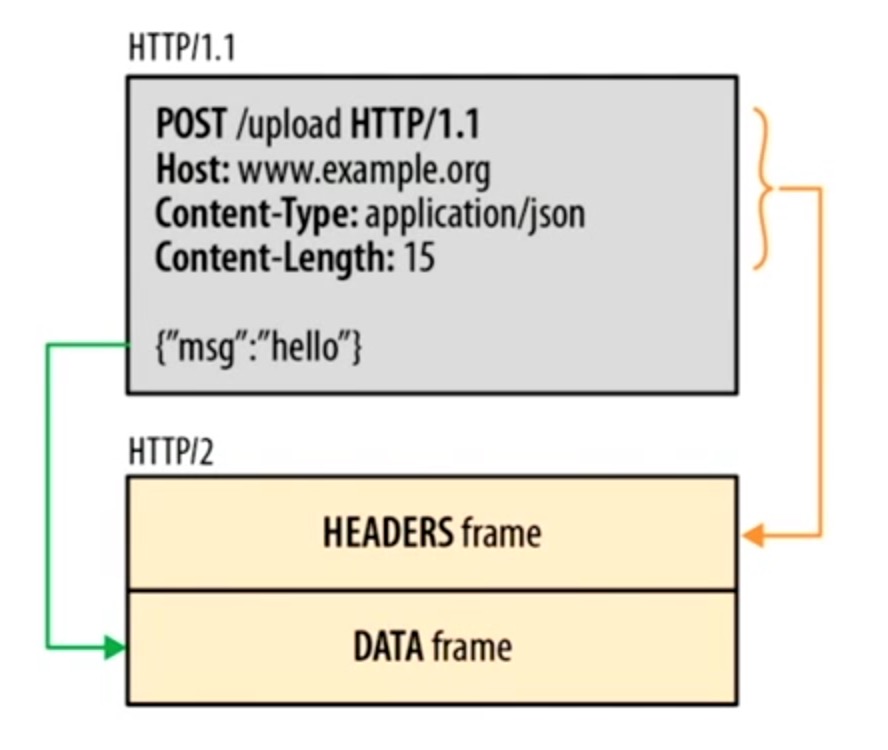 HTTP/1.1
POST /upload HTTP/1.1
Host: www.example.org
Content-Type: application/json
Content-Length: 15
{”msg”:”hello”}
HTTP/2
HEADERS frame
DATA frame